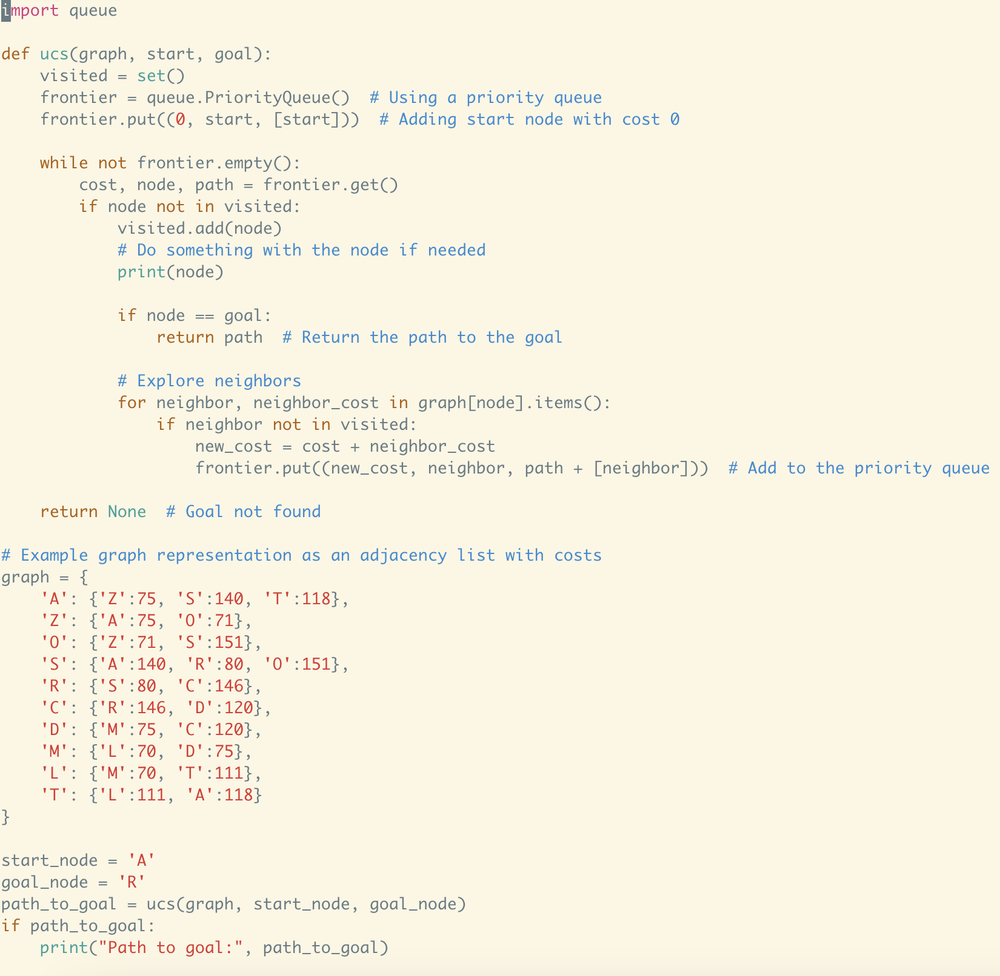 import queue

def ucs(graph, start, goal):
    visited = set()
    frontier = queue.PriorityQueue()  # Using a priority queue
    frontier.put((0, start, [start]))  # Adding start node with cost 0

    while not frontier.empty():
        cost, node, path = frontier.get()
        if node not in visited:
            visited.add(node)
            # Do something with the node if needed
            print(node)

            if node == goal:
                return path  # Return the path to the goal

            # Explore neighbors
            for neighbor, neighbor_cost in graph[node].items():
                if neighbor not in visited:
                    new_cost = cost + neighbor_cost
                    frontier.put((new_cost, neighbor, path + [neighbor]))  # Add to the priority queue

    return None  # Goal not found

# Example graph representation as an adjacency list with costs
graph = {
    'A': {'Z':75, 'S':140, 'T':118},
    'Z': {'A':75, 'O':71},
    'O': {'Z':71, 'S':151},
    'S': {'A':140, 'R':80, 'O':151},
    'R': {'S':80, 'C':146},
    'C': {'R':146, 'D':120},
    'D': {'M':75, 'C':120},
    'M': {'L':70, 'D':75},
    'L': {'M':70, 'T':111},
    'T': {'L':111, 'A':118}
}

start_node = 'A'
goal_node = 'R'
path_to_goal = ucs(graph, start_node, goal_node)
if path_to_goal:
    print("Path to goal:", path_to_goal)